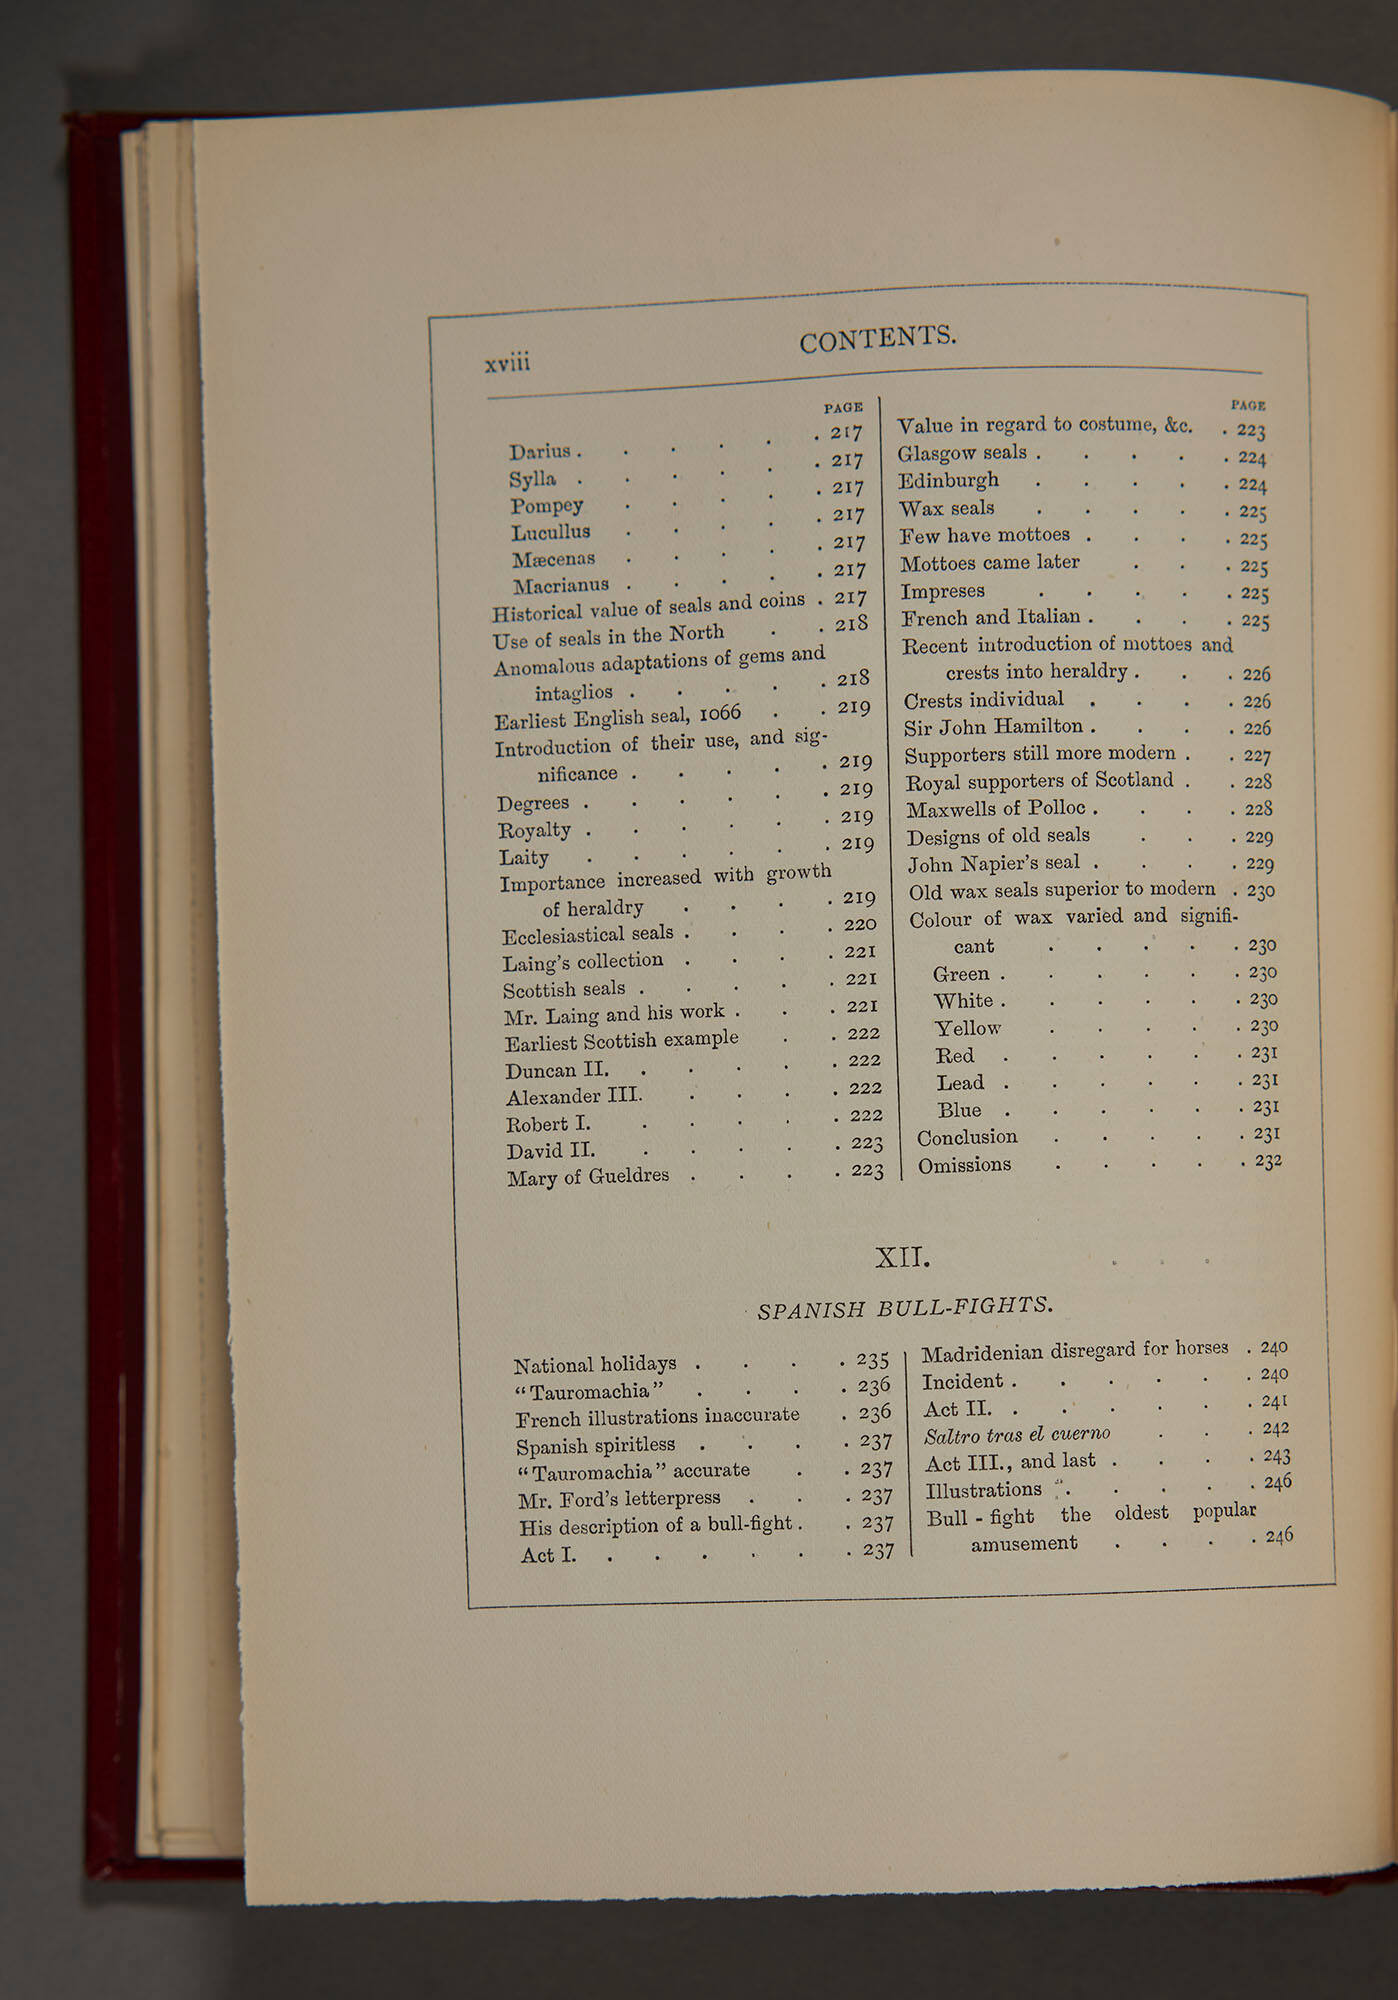 xviii
CONTENTS.
PAGE
Darius . . . . . . 217
Sylla . . . . . . 217
Pompey . . . . . 217
Lucullus . . . . . 217
Mæcenas . . . . . 217
Macrianus . . . . . 217
Historical value of seals and coins . 217
Use of seals in the North . . 218
Anomalous adaptations of gems and
intaglios . . . . . 218
Earliest English seal, 1066 . . 219
Introduction of their use, and sig-
nificance . . . . . 219
Degrees . . . . . . 219
Royalty . . . . . . 219
Laity . . . . . . 219
Importance increased with growth
of heraldry . . . . 219
Ecclesiastical seals . . . . 220
Laing's collection . . . . 221
Scottish seals . . . . . 221
Mr. Laing and his work . . . 221
Earliest Scottish example . . 222
Duncan II. . . . . . 222
Alexander III. . . . . 222
Robert I. . . . . . 222
David II. . . . . . 223
Mary of Gueldres . . . . 223
PAGE
Value in regard to costume, &c. . 223
Glasgow seals . . . . . 224
Edinburgh . . . . . 224
Wax seals . . . . . 225
Few have mottoes . . . . 225
Mottoes came later . . . 225
Impreses . . . . . 225
French and Italian . . . . 225
Recent introduction of mottoes and
crests into heraldry . . . 226
Crests individual . . . . 226
Sir John Hamilton . . . . 226
Supporters still more modern . . 227
Royal supporters of Scotland . . 228
Maxwells of Polloc . . . . 228
Designs of old seals . . . 229
John Napier's seal . . . . 229
Old wax seals superior to modern . 230
Colour of wax varied and signifi-
cant . . . . . 230
Green . . . . . . 230
White . . . . . . 230
Yellow . . . . . 230
Red . . . . . . 231
Lead . . . . . . 231
Blue . . . . . . 231
Conclusion . . . . . 231
Omissions . . . . . 232
XII.
SPANISH BULL-FIGHTS.
National holidays . . . . 235
“Tauromachia” . . . . 236
French illustrations inaccurate . 236
Spanish spiritless . . . . 237
“Tauromachia” accurate . . 237
Mr. Ford's letterpress . . . 237
His description of a bull-fight . . 237
Act I. . . . . . . 237
Madridenian disregard for horses . 240
Incident . . . . . . 240
Act II. . . . . . . 241
Saltro tras el cuerno . . . 242
Act III., and last . . . . 243
Illustrations . . . . . 246
Bull-fight the oldest popular
amusement . . . . 246